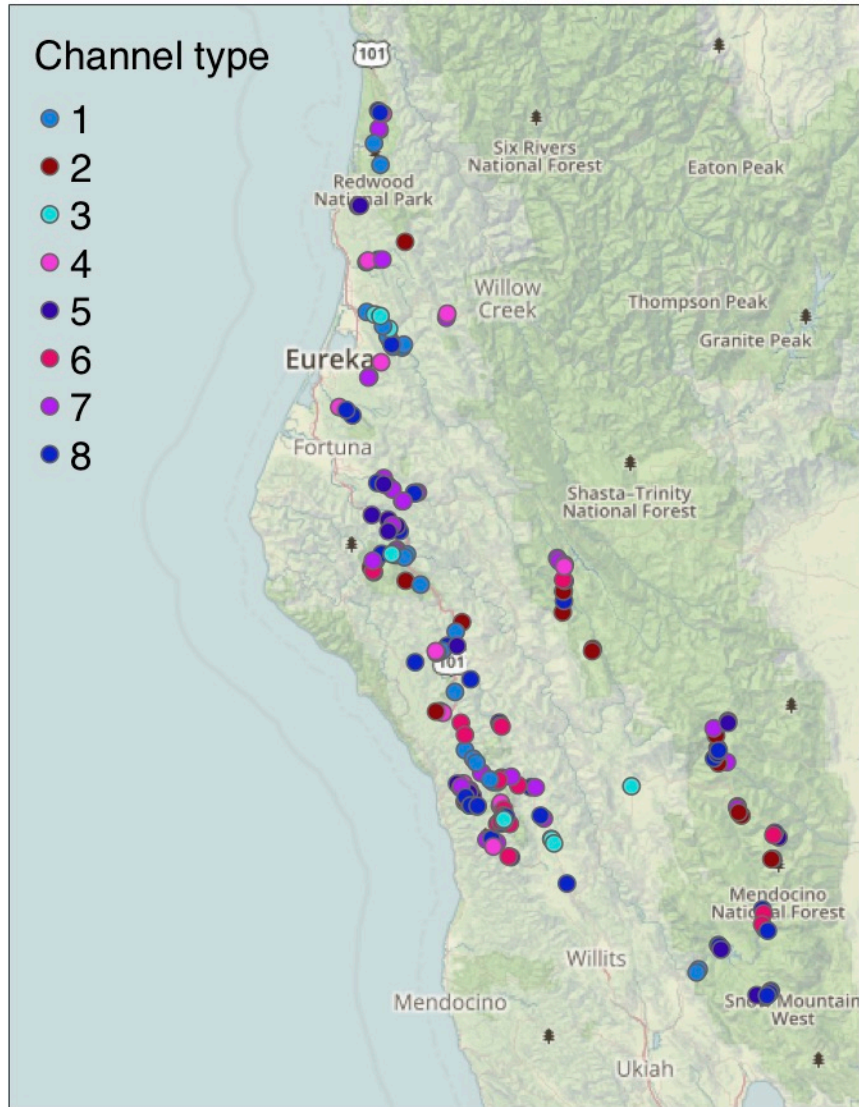 Channel type
1
2
3
4
5
6
7
8
101
Six Rivers
National Forest
Eaton Peak
Redwood
National Park
Willow
Creek
Thompson Peak
Granite Peak
Eureka
Fortuna
Shasta–Trinity
National Forest
101
Mendocino
National Forest
Willits
Mendocino
Snow Mountain
West
Ukiah